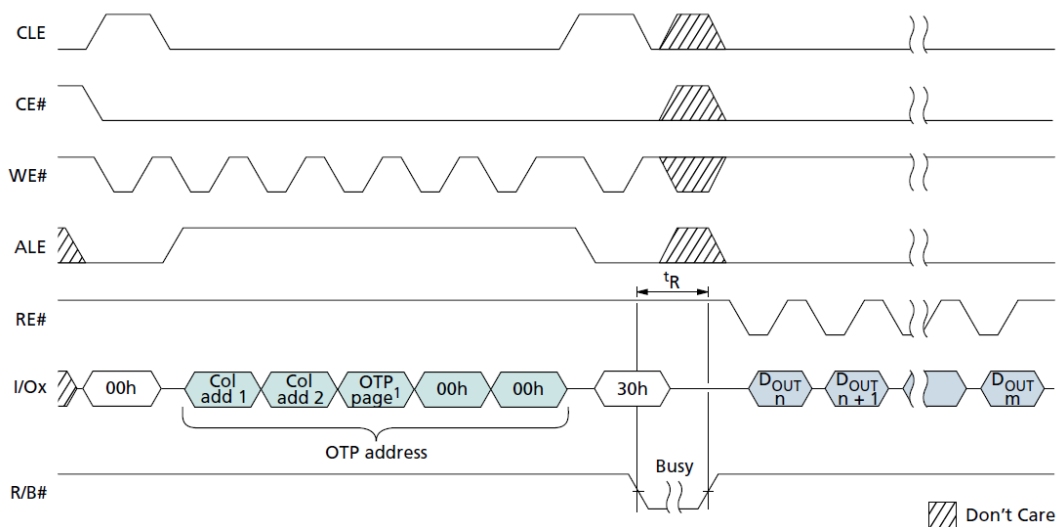 CLE
CE#
WE#
ALE
tR
RE#
I/Ox
00h
Col add 1
Col add 2
OTP page1
00h
00h
30h
DOUT n
DOUT n + 1
DOUT m
OTP address
Busy
R/B#
Don't Care